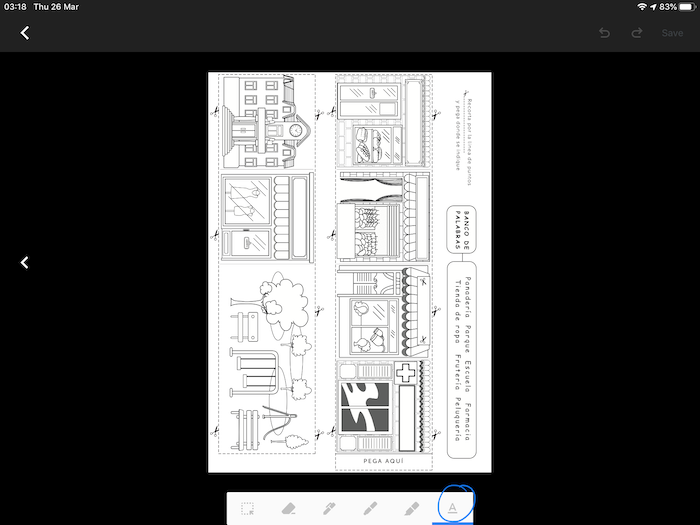 03:18 Thu 26 Mar
83%
Save
Recorta por la línea de puntos
y pega donde se indique
BANCO DE
PALABRAS
Panadería Parque Escuela Farmacia
Tienda de ropa Frutería Peluquería
PEGA AQUÍ
A